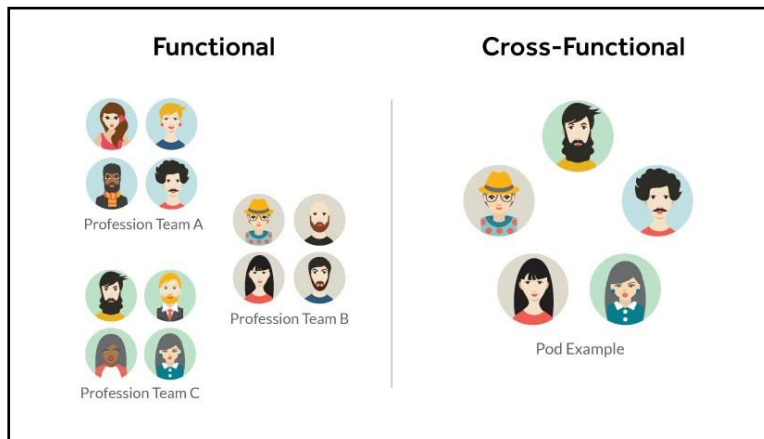 Functional
Cross-Functional
Profession Team A
Profession Team B
Profession Team C
Pod Example